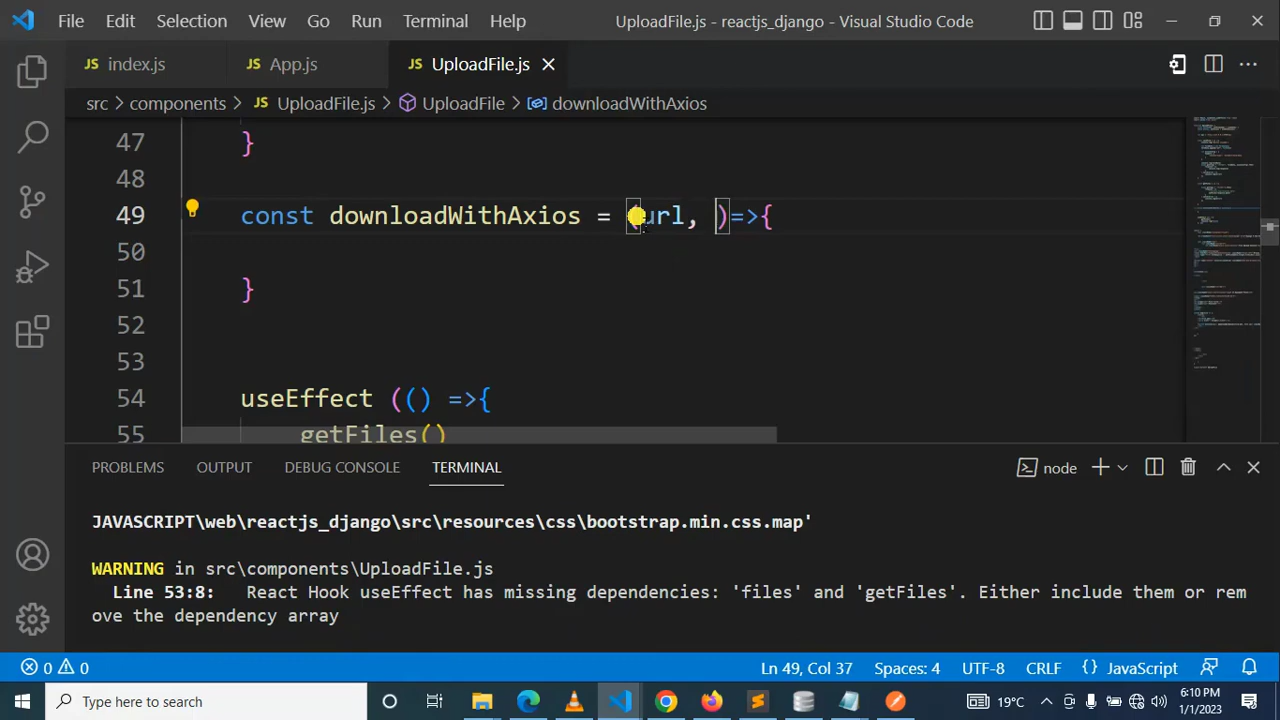 File Edit Selection View Go Run Terminal Help UploadFile.js - reactjs_django - Visual Studio Code
JS index.js JS App.js JS UploadFile.js
src > components > JS UploadFile.js > UploadFile > downloadWithAxios
47 }
48
49 const downloadWithAxios = (url, )=>{
50
51 }
52
53
54 useEffect (() =>{
55 getFiles()
PROBLEMS OUTPUT DEBUG CONSOLE TERMINAL node
JAVASCRIPT\web\reactjs_django\src\resources\css\bootstrap.min.css.map'
WARNING in src\components\UploadFile.js
Line 53:8: React Hook useEffect has missing dependencies: 'files' and 'getFiles'. Either include them or rem
ove the dependency array
0 0 Ln 49, Col 37 Spaces: 4 UTF-8 CRLF {} JavaScript
Type here to search 19°C 6:10 PM
1/1/2023